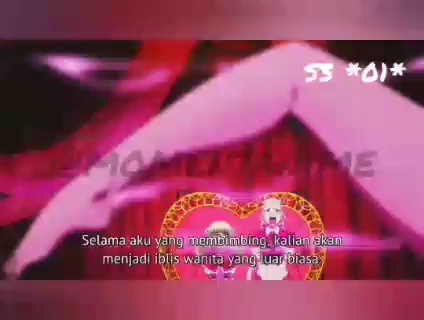 S3 *01*
Selama aku yang membimbing, kalian akan
menjadi iblis wanita yang luar biasa.